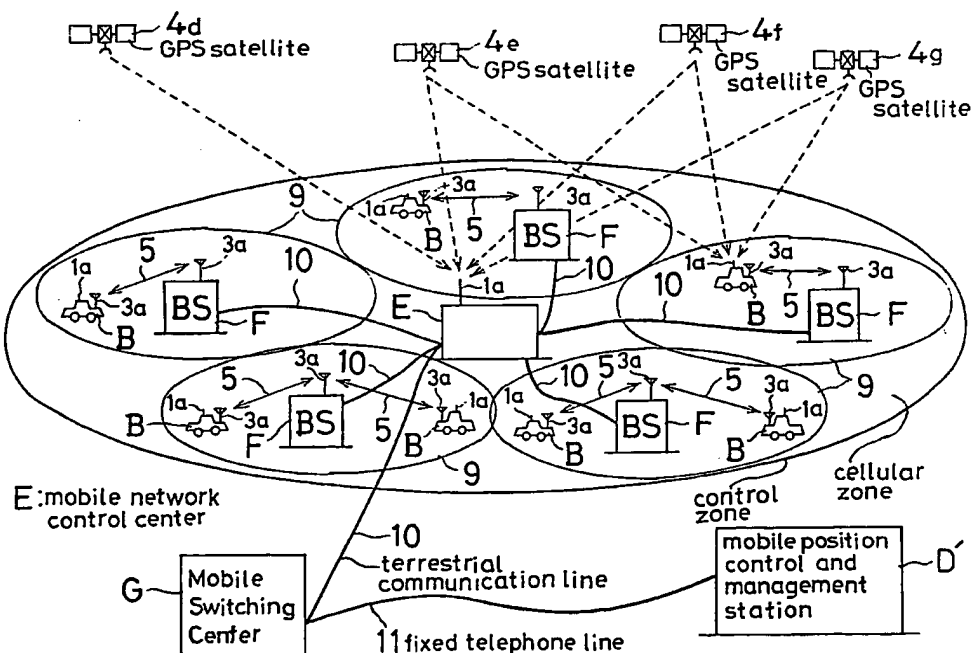 4d
GPS satellite
4e
GPS satellite
4f
GPS
satellite
4g
GPS
satellite
9
1a
3a
5
3a
B
BS
F
10
1a
E
5
3a
1a
3a
B
BS
F
10
1a
3a
5
3a
B
BS
F
10
9
5
3a
10
5
3a
1a
1a
3a
B
BS
F
B
9
10
5
3a
5
3a
1a
1a
3a
B
BS
F
B
E: mobile network
control center
control
zone
cellular
zone
10
terrestrial
communication line
G
Mobile
Switching
Cenfer
11 fixed telephone line
mobile position
control and
management
station
D'